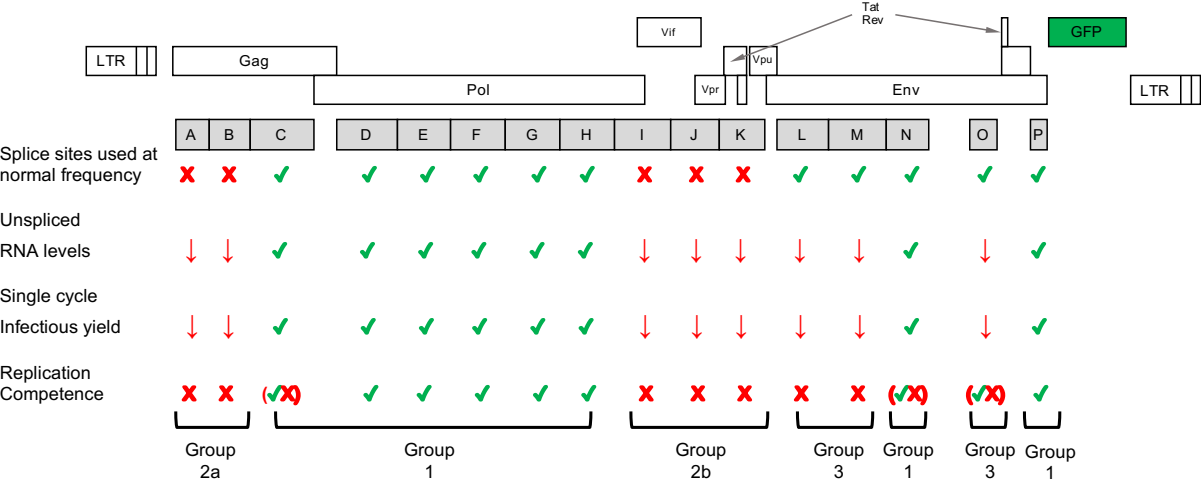 Tat
Rev
Vif
GFP
LTR
Gag
Vpu
Pol
Vpr
Env
LTR
A B C D E F G H I J K L M N O P
Splice sites used at
normal frequency
Unspliced
RNA levels
Single cycle
Infectious yield
Replication
Competence
Group
2a
Group
1
Group
2b
Group
3
Group
1
Group
3
Group
1